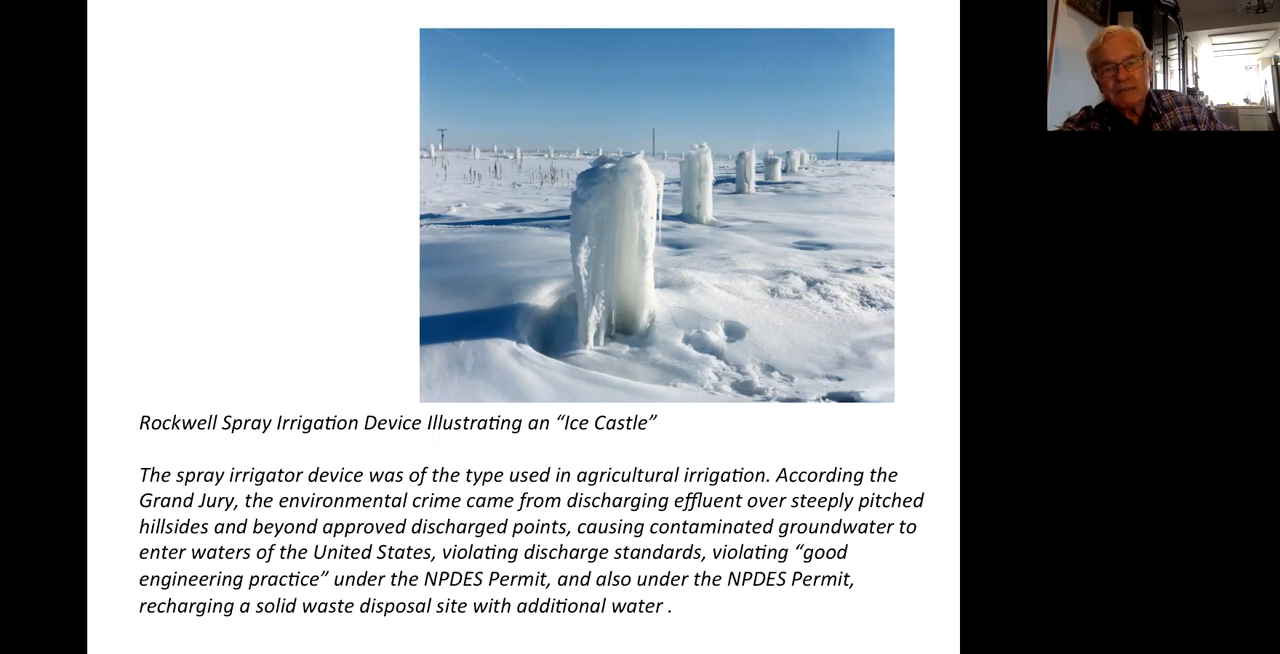 Rockwell Spray Irrigation Device Illustrating an “Ice Castle”
The spray irrigator device was of the type used in agricultural irrigation. According the
Grand Jury, the environmental crime came from discharging effluent over steeply pitched
hillsides and beyond approved discharged points, causing contaminated groundwater to
enter waters of the United States, violating discharge standards, violating “good
engineering practice” under the NPDES Permit, and also under the NPDES Permit,
recharging a solid waste disposal site with additional water .